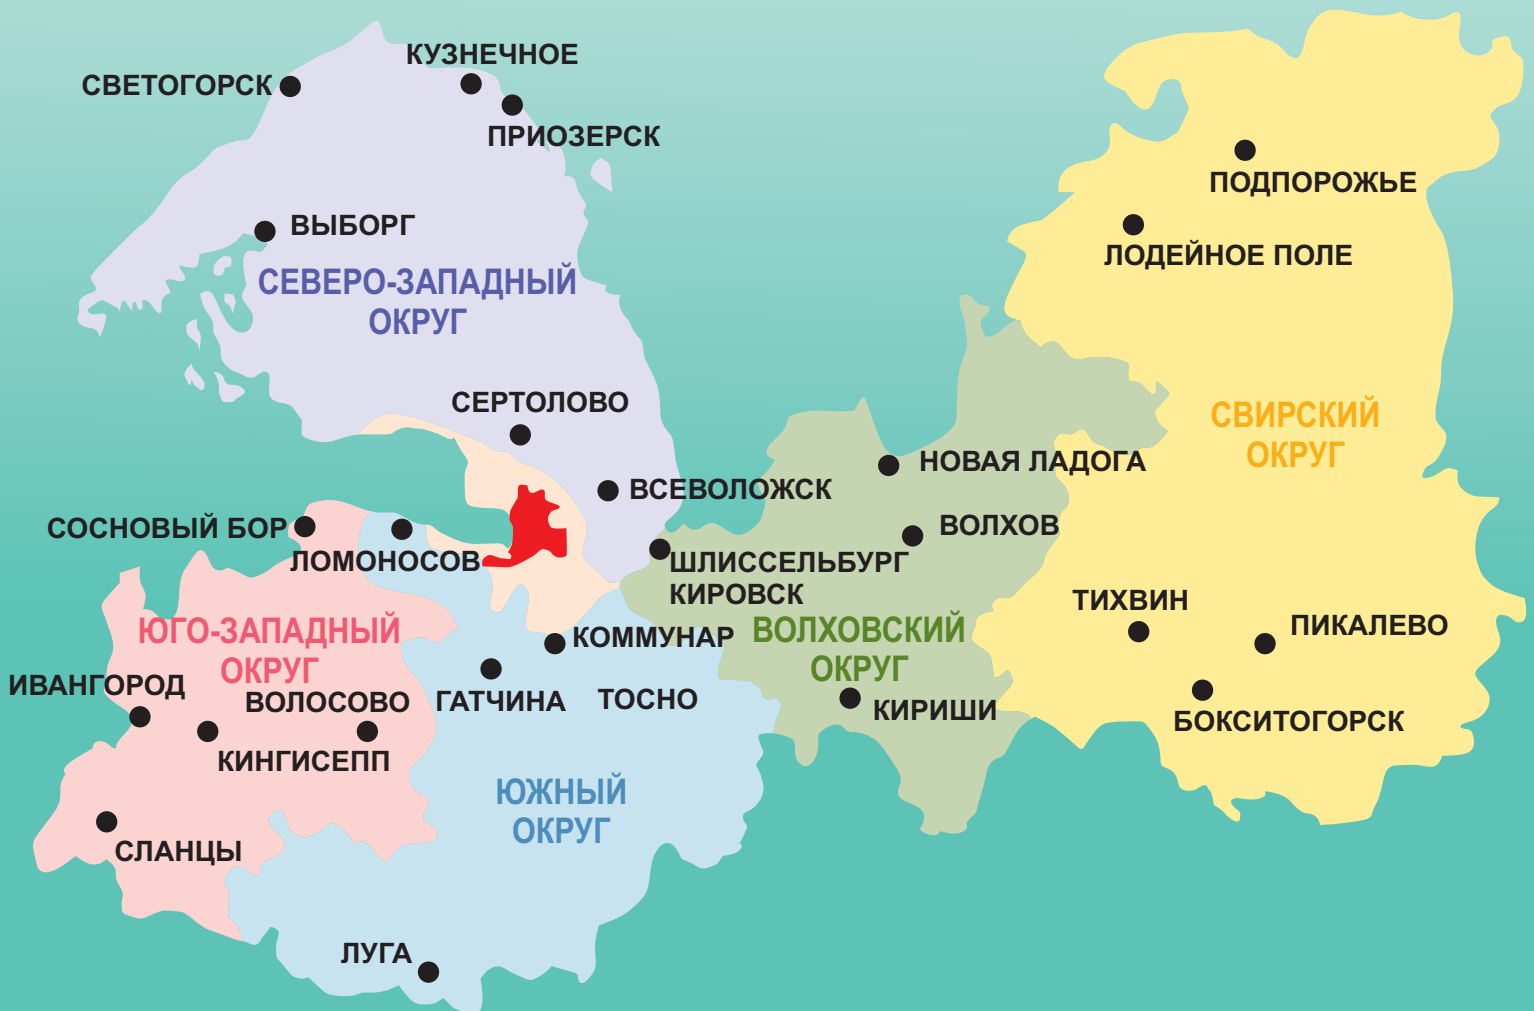 КУЗНЕЧНОЕ
СВЕТОГОРСК
ПРИОЗЕРСК
ПОДПОРОЖЬЕ
ВЫБОРГ
ЛОДЕЙНОЕ ПОЛЕ
СЕВЕРО-ЗАПАДНЫЙ
ОКРУГ
СЕРТОЛОВО
СВИРСКИЙ
ОКРУГ
НОВАЯ ЛАДОГА
ВСЕВОЛОЖСК
СОСНОВЫЙ БОР
ВОЛХОВ
ЛОМОНОСОВ
ШЛИССЕЛЬБУРГ
КИРОВСК
ТИХВИН
ПИКАЛЕВО
ЮГО-ЗАПАДНЫЙ
ОКРУГ
КОММУНАР
ВОЛХОВСКИЙ
ОКРУГ
ИВАНГОРОД
ВОЛОСОВО
ГАТЧИНА
ТОСНО
КИРИШИ
БОКСИТОГОРСК
КИНГИСЕПП
ЮЖНЫЙ
ОКРУГ
СЛАНЦЫ
ЛУГА